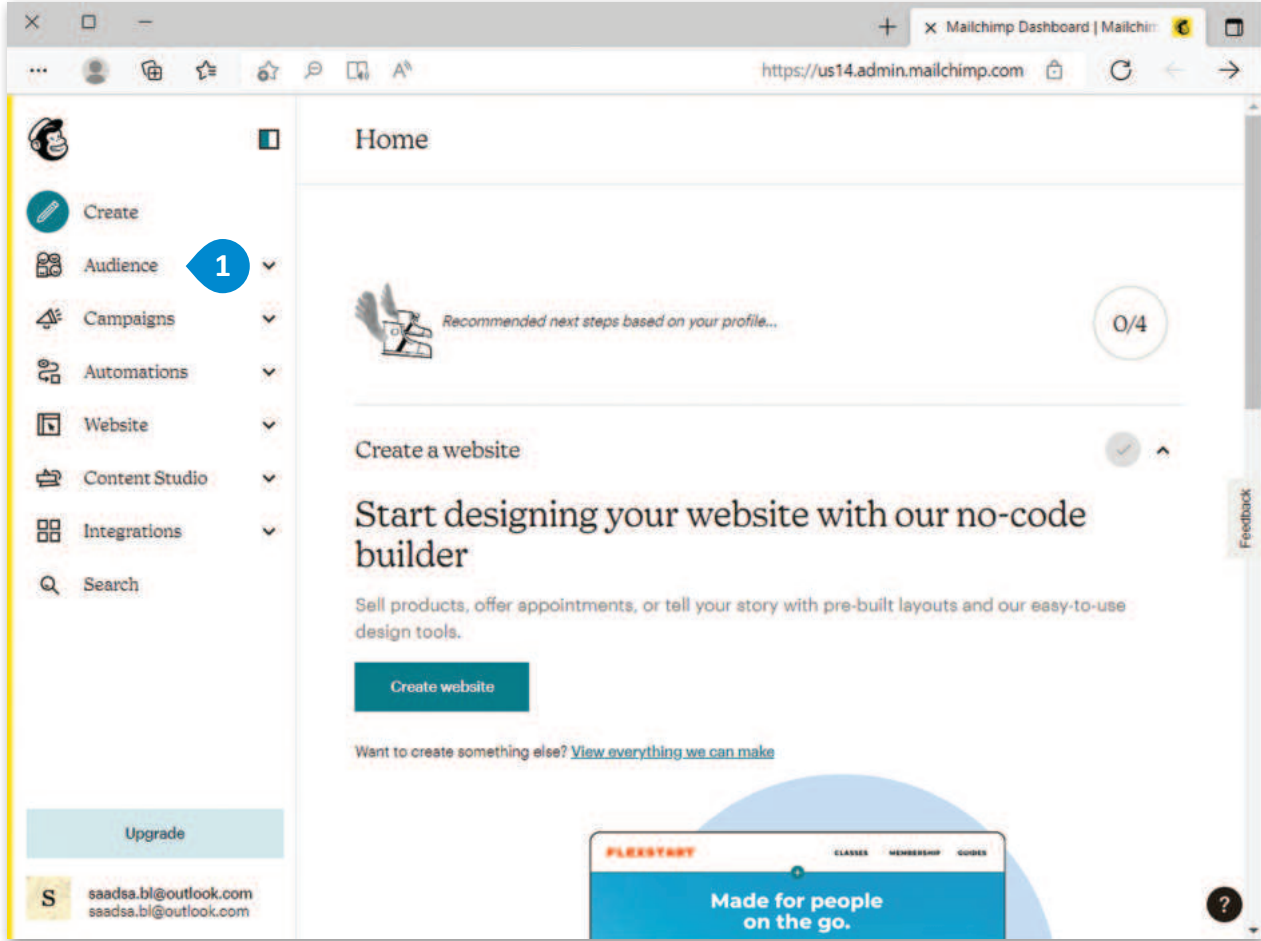 Mailchimp Dashboard | Mailchim
https://us14.admin.mailchimp.com
Home
Create
Audience
1
Campaigns
Automations
Website
Content Studio
Integrations
Search
Upgrade
S
saadsa.bl@outlook.com
saadsa.bl@outlook.com
Recommended next steps based on your profile...
0/4
Create a website
Start designing your website with our no-code
builder
Sell products, offer appointments, or tell your story with pre-built layouts and our easy-to-use
design tools.
Create website
Want to create something else? View everything we can make
FLEXSTART
CLASSES MEMBERSHIP GUIDES
Made for people
on the go.
Feedback
?